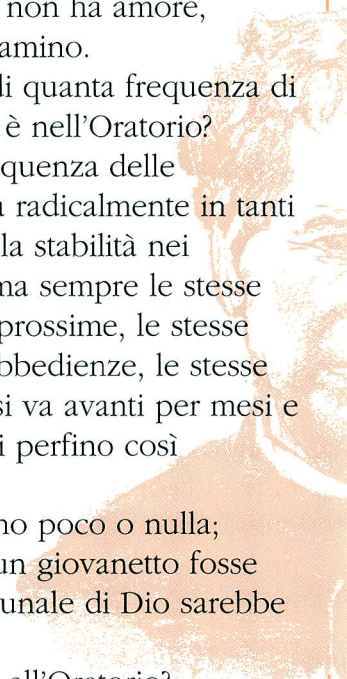 non ha amore,
amino.
di quanta frequenza di
è nell'Oratorio?
quenza delle
radicalmente in tanti
la stabilità nei
ma sempre le stesse
prossime, le stesse
bbedienze, le stesse
si va avanti per mesi e
i perfino così
no poco o nulla;
un giovanetto fosse
unale di Dio sarebbe
all'Oratorio?